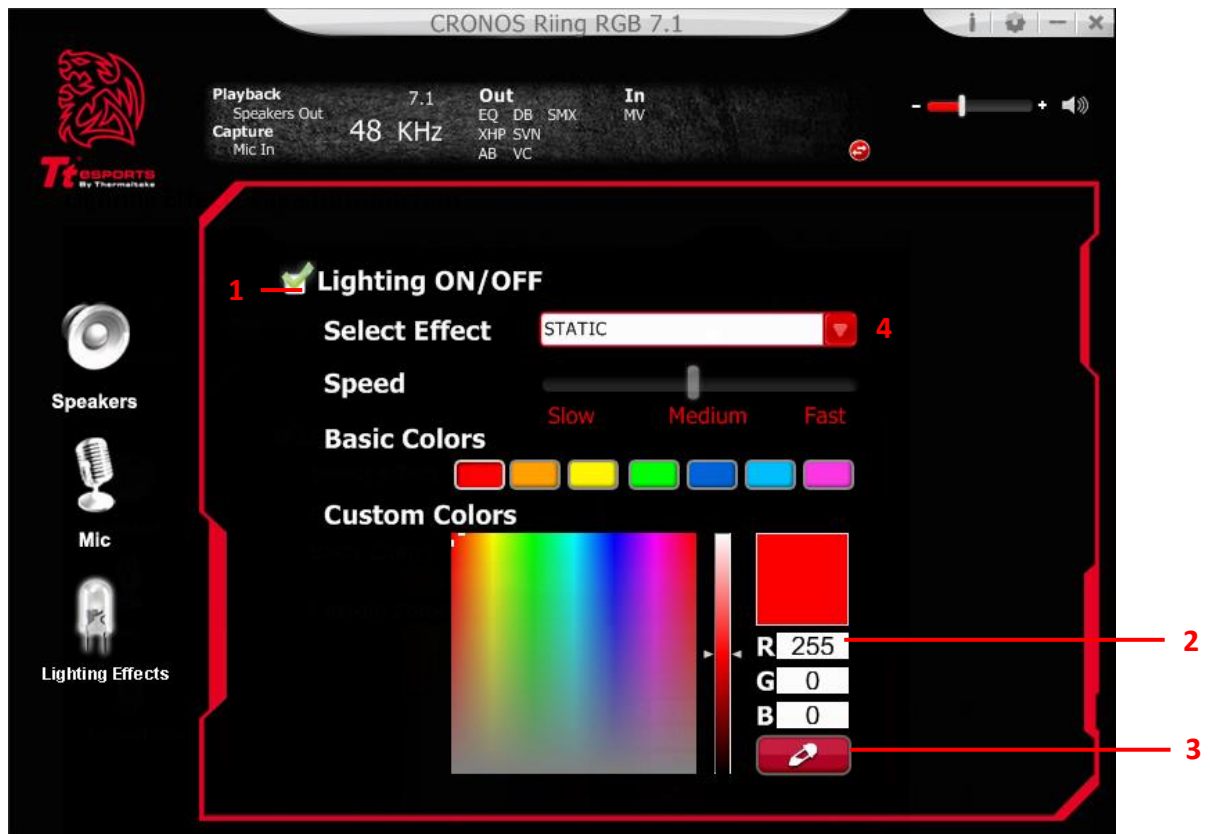 CRONOS Riing RGB 7.1
Playback 7.1 Out In
Speakers Out EQ DB SMX MV
Capture 48 KHz XHP SVN
Mic In AB VC
- +
Tt eSPORTS
By Thermaltake
1 Lighting ON/OFF
Select Effect STATIC 4
Speed
Slow Medium Fast
Speakers
Basic Colors
Custom Colors
Mic
R 255 2
Lighting Effects
G 0
B 0
3